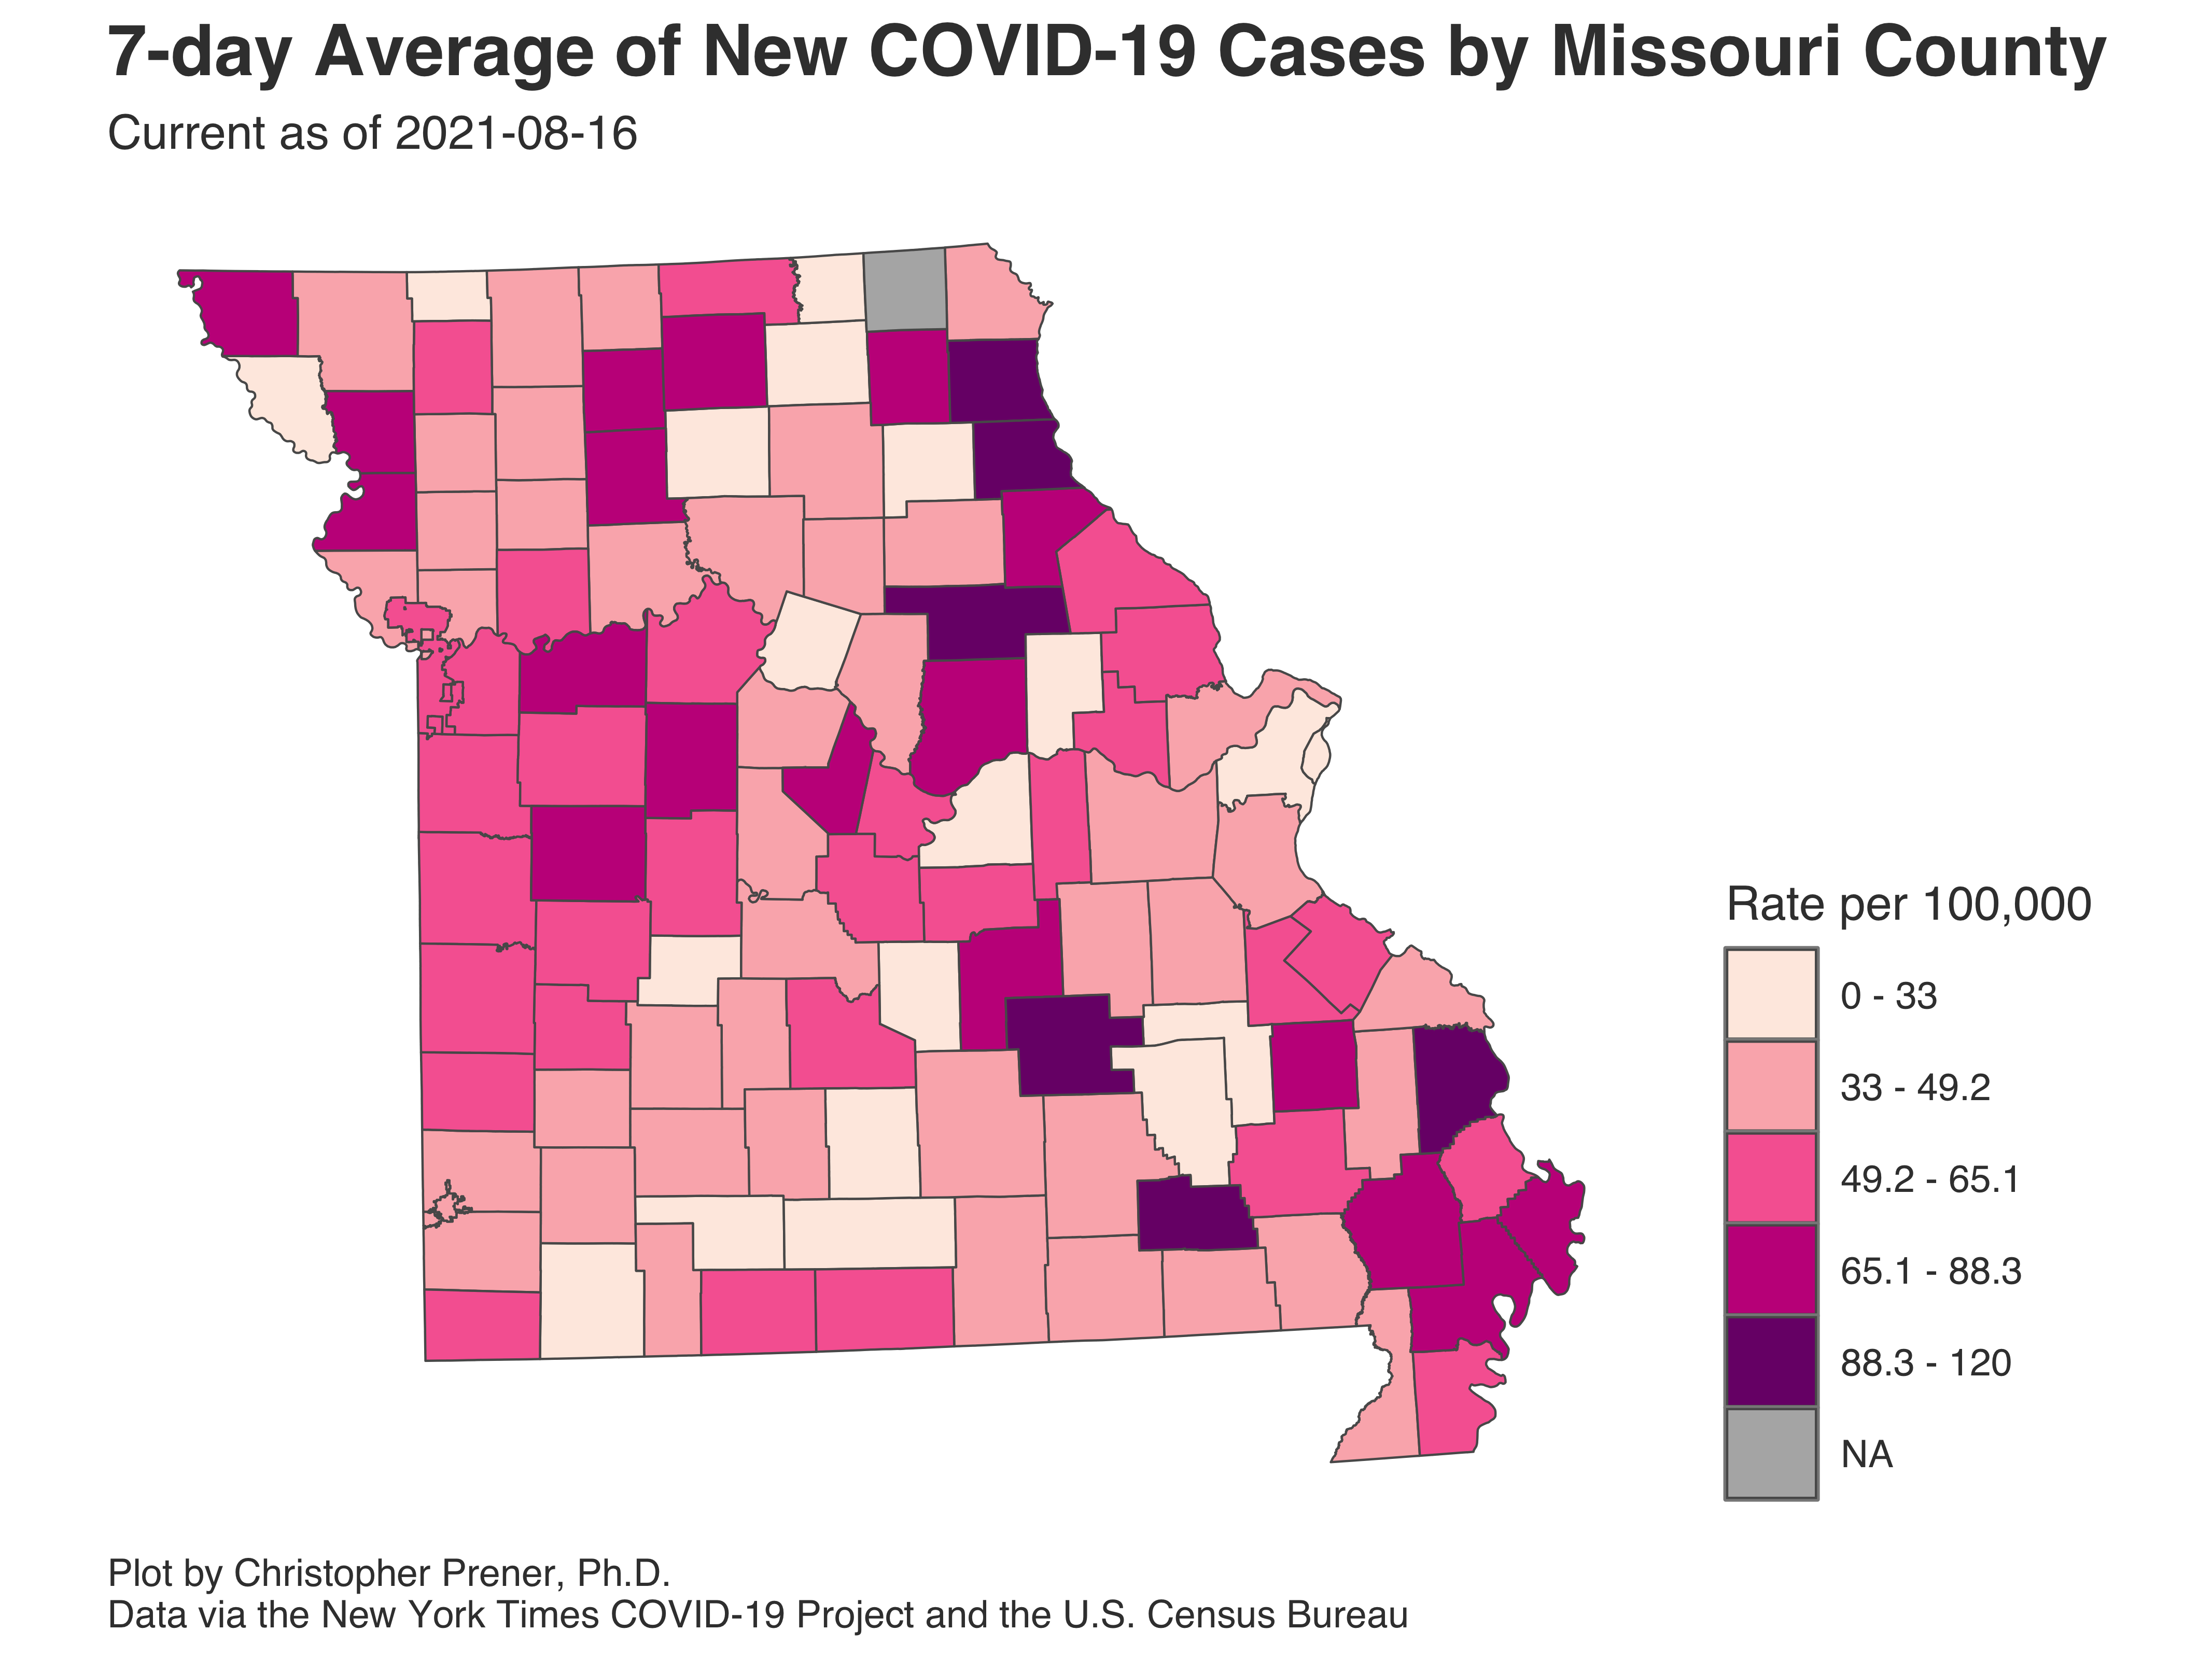 7-day Average of New COVID-19 Cases by Missouri County
Current as of 2021-08-16
Rate per 100,000
0 - 33
33 - 49.2
49.2 - 65.1
65.1 - 88.3
88.3 - 120
NA
Plot by Christopher Prener, Ph.D.
Data via the New York Times COVID-19 Project and the U.S. Census Bureau